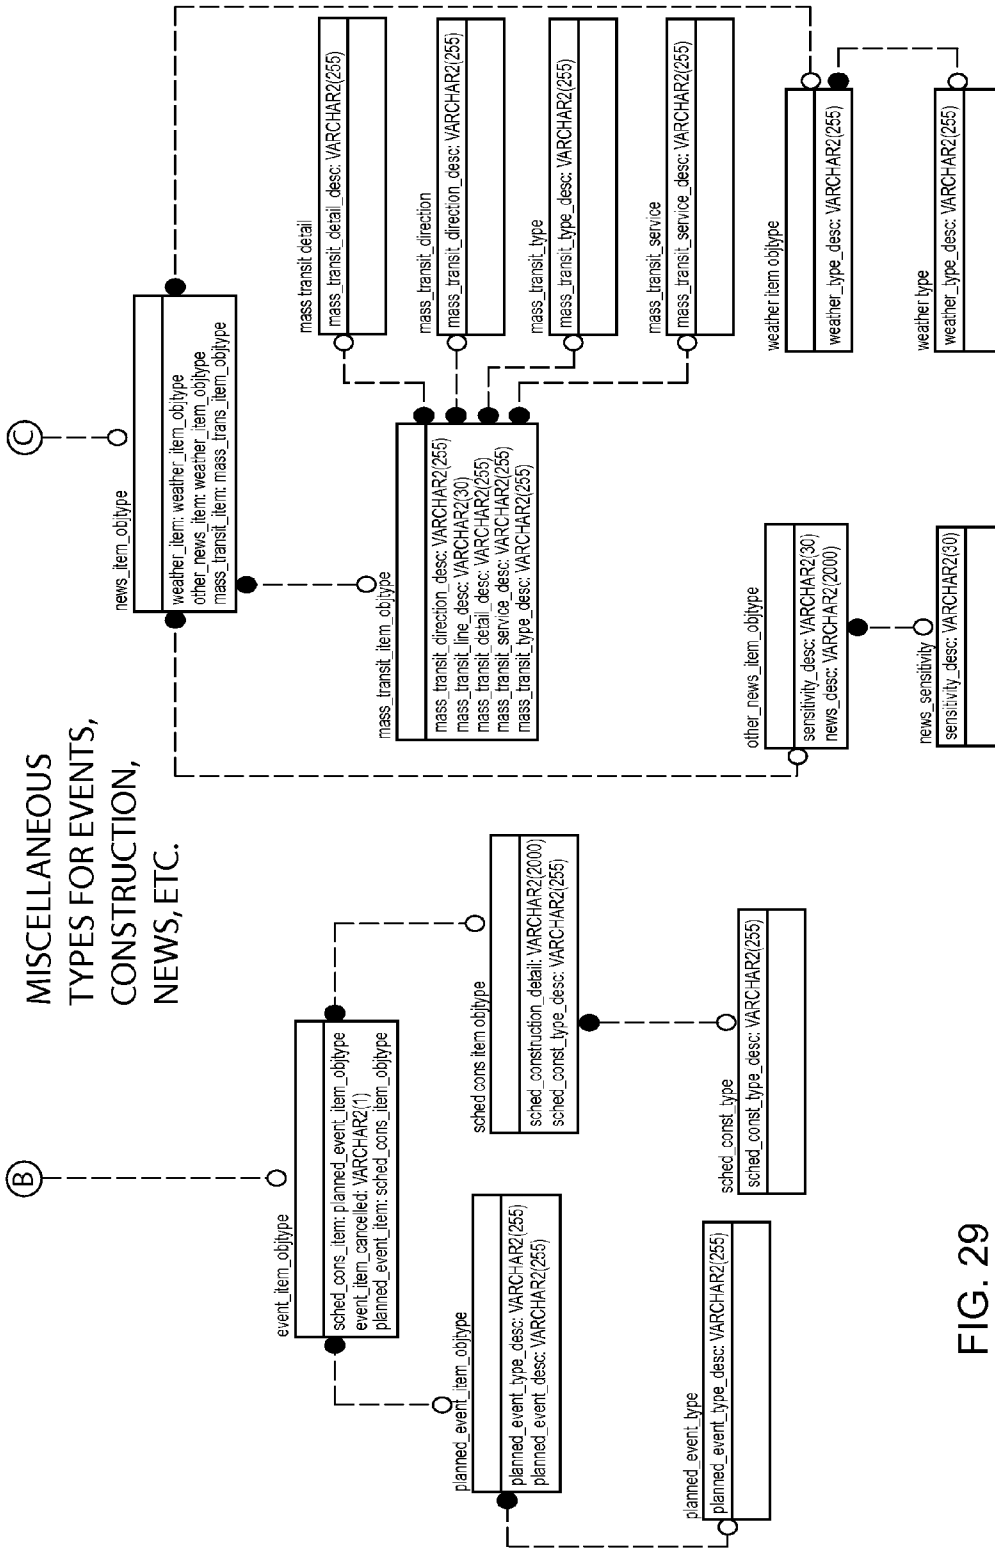 MISCELLANEOUS
TYPES FOR EVENTS,
CONSTRUCTION,
NEWS, ETC.
B
event_item_objtype
sched_cons_item: planned_event_item_objtype
event_item_cancelled: VARCHAR2(1)
planned_event_item: sched_cons_item_objtype
planned_event_item_objtype
planned_event_type_desc: VARCHAR2(255)
planned_event_desc: VARCHAR2(255)
planned_event_type
planned_event_type_desc: VARCHAR2(255)
sched cons item objtype
sched_construction_detail: VARCHAR2(2000)
sched_const_type_desc: VARCHAR2(255)
sched_const_type
sched_const_type_desc: VARCHAR2(255)
C
news_item_objtype
weather_item: weather_item_objtype
other_news_item: weather_item_objtype
mass_transit_item: mass_trans_item_objtype
mass_transit_item_objtype
mass_transit_direction_desc: VARCHAR2(255)
mass_transit_line_desc: VARCHAR2(30)
mass_transit_detail_desc: VARCHAR2(255)
mass_transit_service_desc: VARCHAR2(255)
mass_transit_type_desc: VARCHAR2(255)
mass transit detail
mass_transit_detail_desc: VARCHAR2(255)
mass_transit_direction
mass_transit_direction_desc: VARCHAR2(255)
mass_transit_type
mass_transit_type_desc: VARCHAR2(255)
mass_transit_service
mass_transit_service_desc: VARCHAR2(255)
other_news_item_objtype
sensitivity_desc: VARCHAR2(30)
news_desc: VARCHAR2(2000)
news_sensitivity
sensitivity_desc: VARCHAR2(30)
weather item objtype
weather_type_desc: VARCHAR2(255)
weather type
weather_type_desc: VARCHAR2(255)
FIG. 29